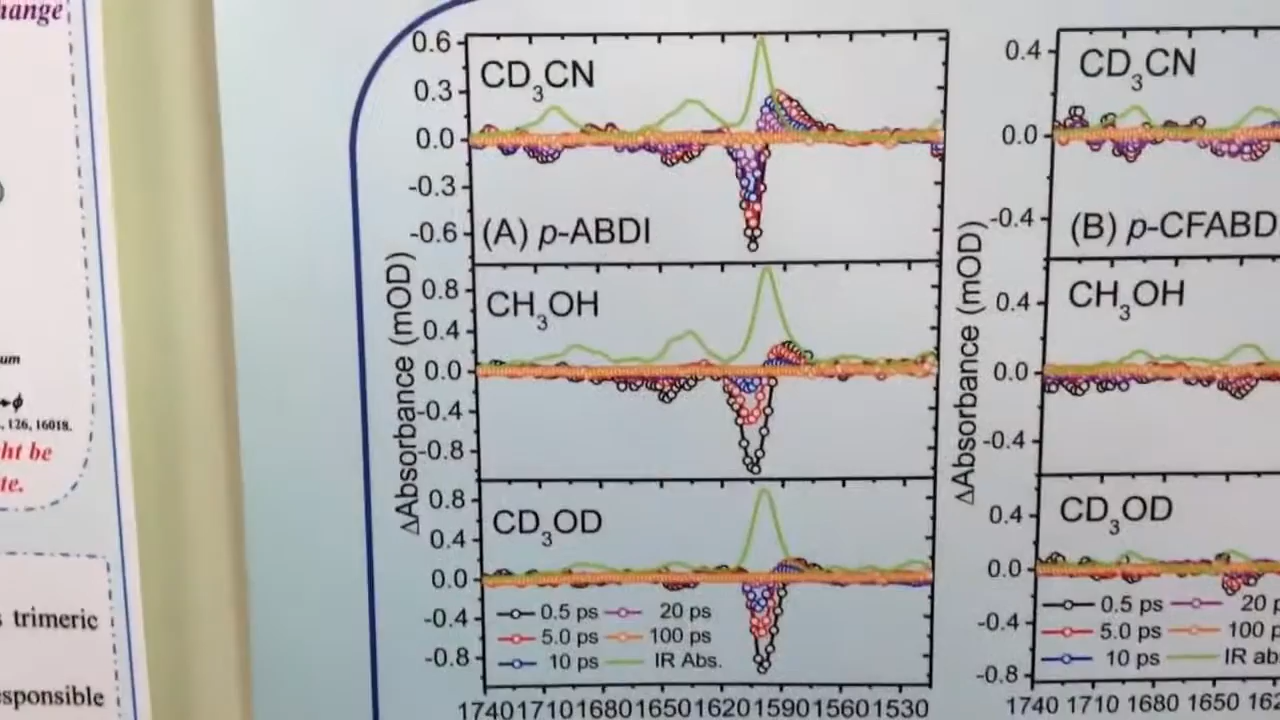 hange
um
, 126, 16018.
ht be
te.
s trimeric
esponsible
ΔAbsorbance (mOD)
0.6
0.3
0.0
-0.3
-0.6
CD₃CN
(A) p-ABDI
0.8
0.4
0.0
-0.4
-0.8
CH₃OH
0.8
0.4
0.0
-0.4
-0.8
CD₃OD
0.5 ps 20 ps
5.0 ps 100 ps
10 ps IR Abs.
1740 1710 1680 1650 1620 1590 1560 1530
ΔAbsorbance (mOD)
0.4
0.0
-0.4
CD₃CN
(B) p-CFABD
0.4
0.0
-0.4
CH₃OH
0.4
0.0
-0.4
-0.8
CD₃OD
0.5 ps 20 p
5.0 ps 100 p
10 ps IR ab
1740 1710 1680 1650 162